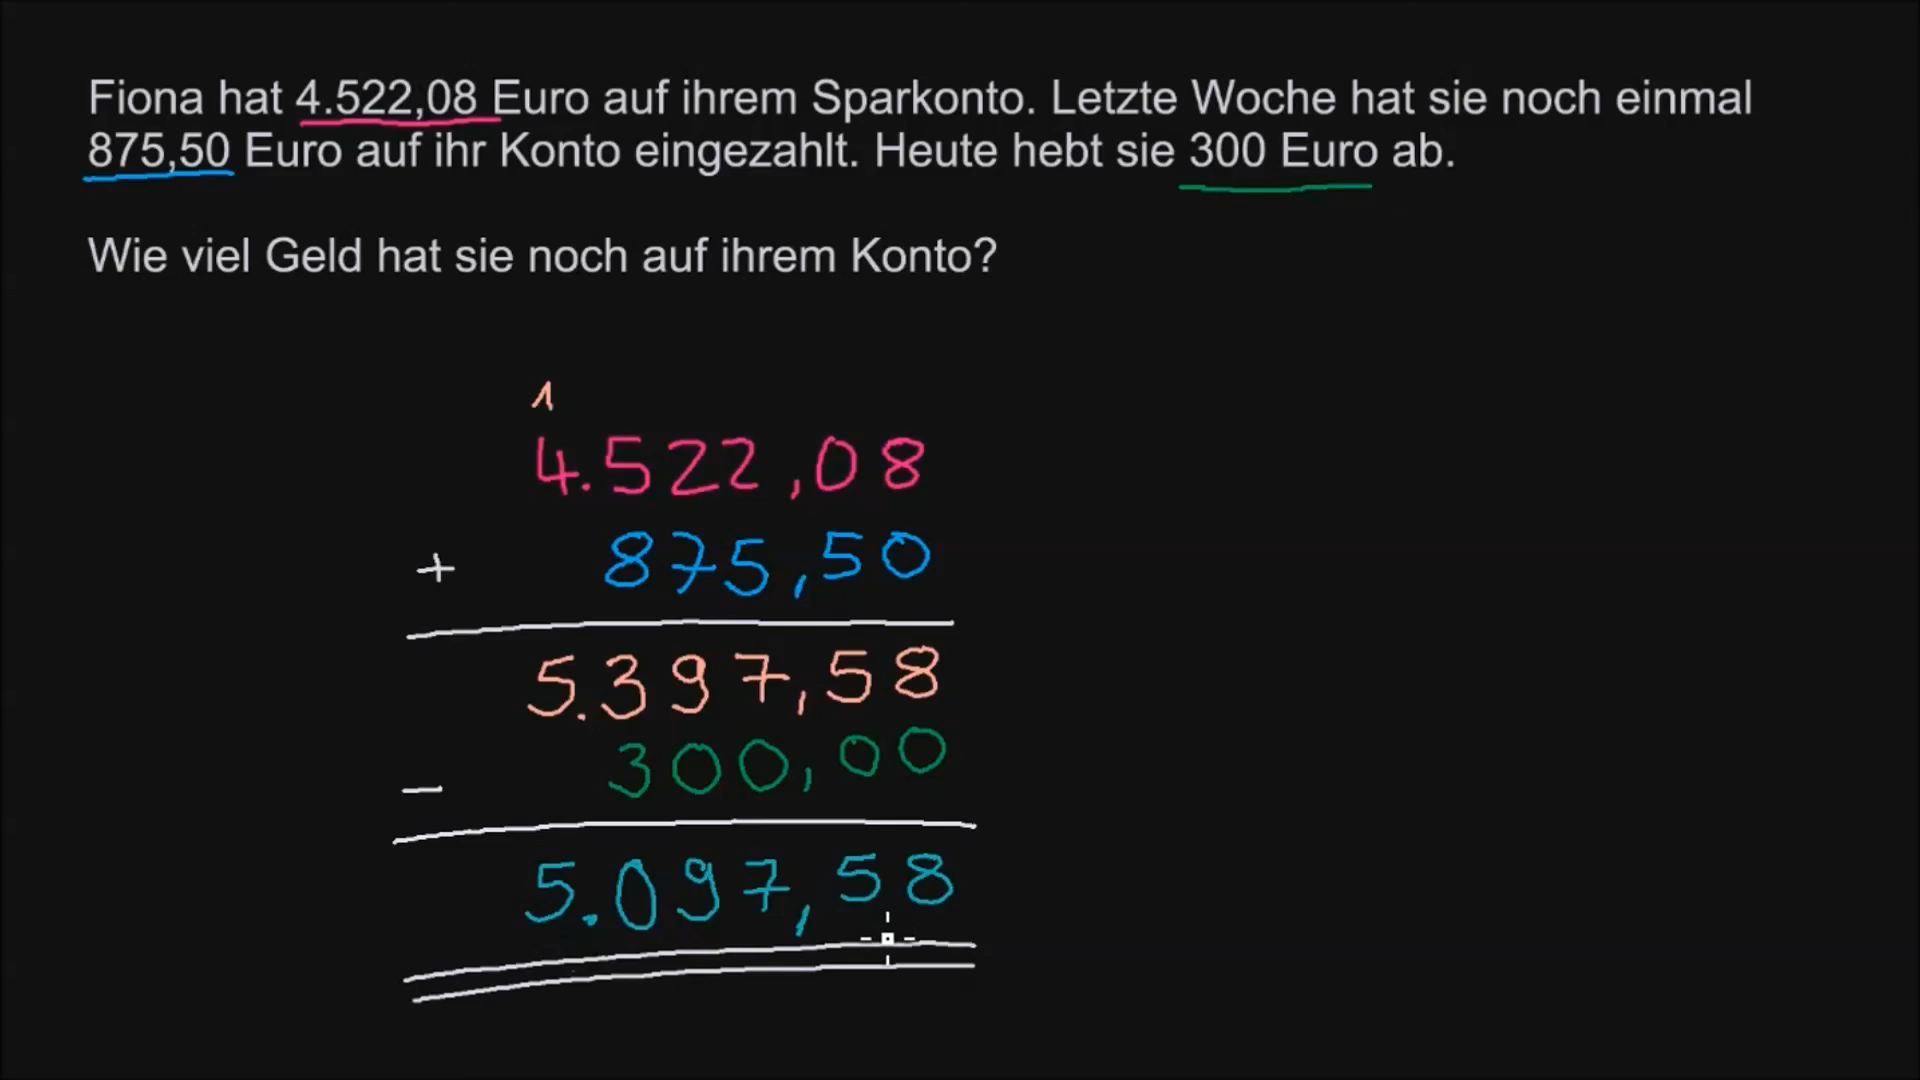 Fiona hat 4.522,08 Euro auf ihrem Sparkonto. Letzte Woche hat sie noch einmal
875,50 Euro auf ihr Konto eingezahlt. Heute hebt sie 300 Euro ab.
Wie viel Geld hat sie noch auf ihrem Konto?
1
4.522,08
+ 875,50
5.397,58
- 300,00
5.097,58